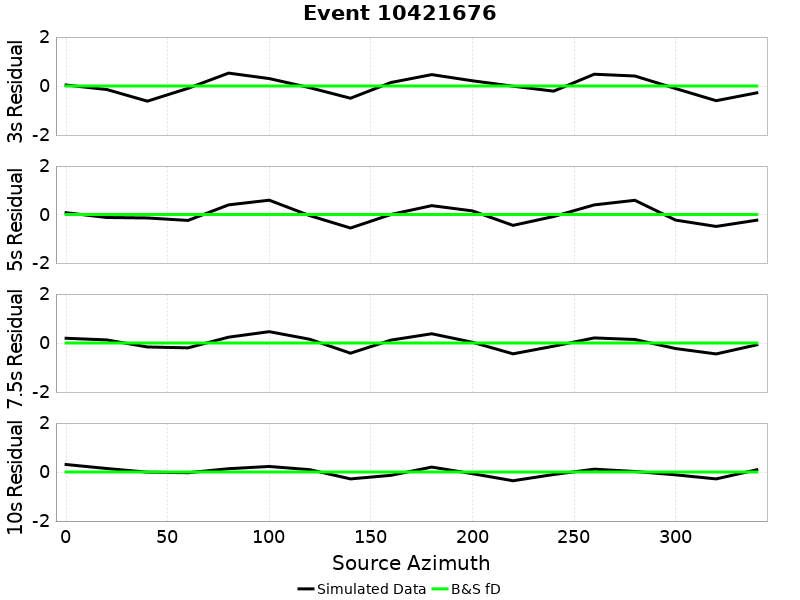 Event 10421676
3s Residual
2
0
-2
5s Residual
2
0
-2
7.5s Residual
2
0
-2
10s Residual
2
0
-2
0 50 100 150 200 250 300
Source Azimuth
Simulated Data B&S fD